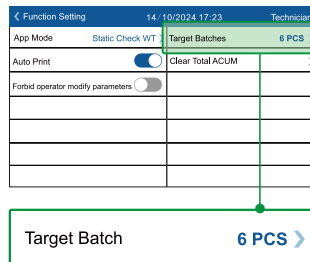 Function Setting 14/10/2024 17:23 Technician
App Mode Static Check WT Target Batches 6 PCS
Auto Print Clear Total ACUM
Forbid operator modify parameters
Target Batch 6 PCS